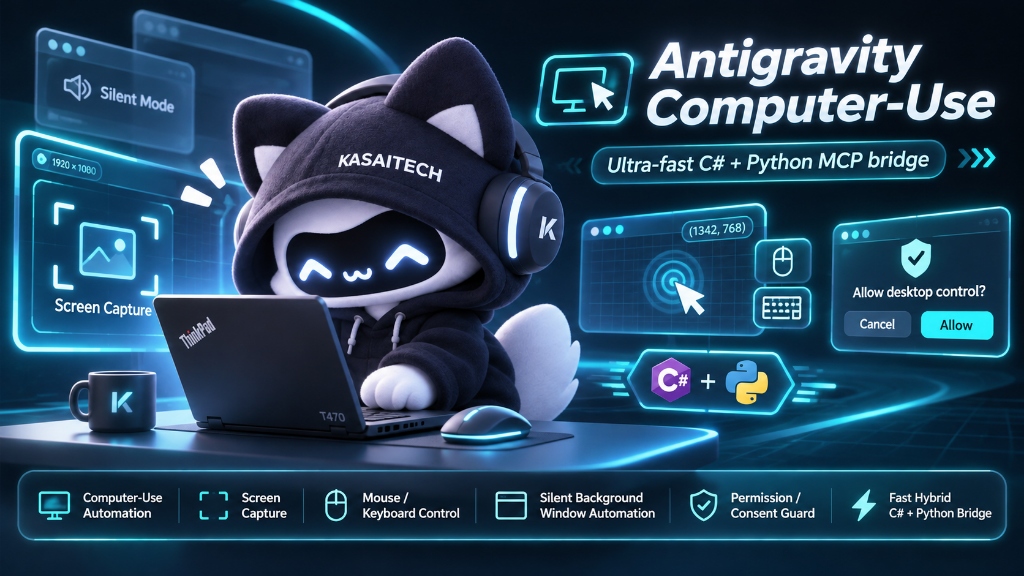 Antigravity
Computer-Use
Ultra-fast C# + Python MCP bridge
Silent Mode
1920 x 1080
Screen Capture
KASAITECH
K
ThinkPad
T470
K
(1342, 768)
Allow desktop control?
Cancel
Allow
C# +
Computer-Use
Automation
Screen
Capture
Mouse /
Keyboard Control
Silent Background
Window Automation
Permission /
Consent Guard
Fast Hybrid
C# + Python Bridge